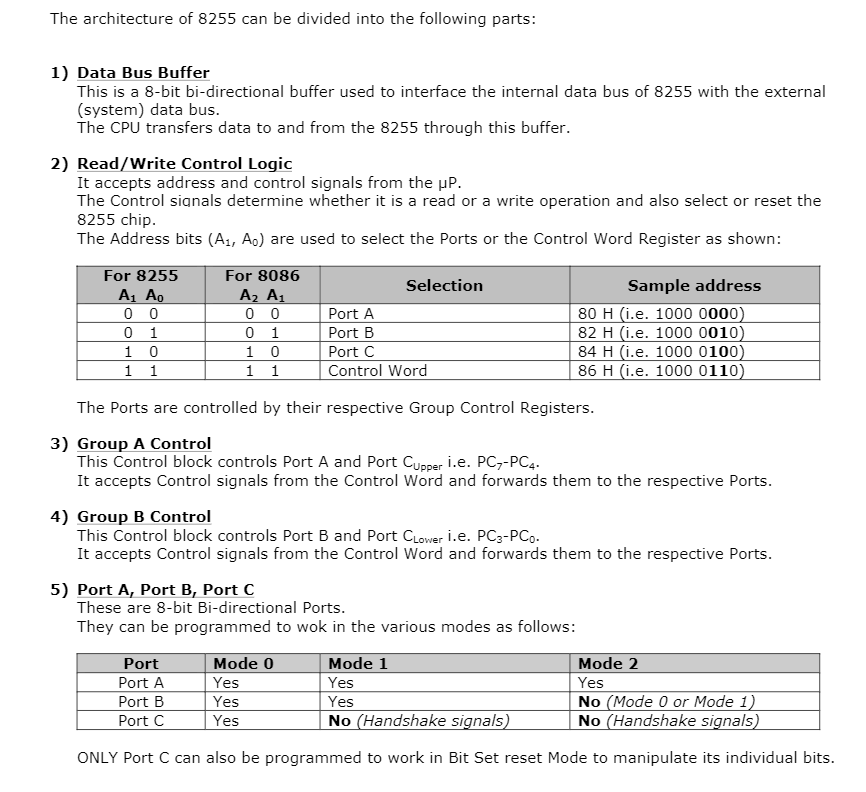 The architecture of 8255 can be divided into the following parts:
1) Data Bus Buffer
This is a 8-bit bi-directional buffer used to interface the internal data bus of 8255 with the external
(system) data bus.
The CPU transfers data to and from the 8255 through this buffer.
2) Read/Write Control Logic
It accepts address and control signals from the µP.
The Control signals determine whether it is a read or a write operation and also select or reset the
8255 chip.
The Address bits (A₁, A₀) are used to select the Ports or the Control Word Register as shown:
For 8255 For 8086 Selection Sample address
A₁ A₀ A₂ A₁
0 0 0 0 Port A 80 H (i.e. 1000 0000)
0 1 0 1 Port B 82 H (i.e. 1000 0010)
1 0 1 0 Port C 84 H (i.e. 1000 0100)
1 1 1 1 Control Word 86 H (i.e. 1000 0110)
The Ports are controlled by their respective Group Control Registers.
3) Group A Control
This Control block controls Port A and Port CUpper i.e. PC₇-PC₄.
It accepts Control signals from the Control Word and forwards them to the respective Ports.
4) Group B Control
This Control block controls Port B and Port CLower i.e. PC₃-PC₀.
It accepts Control signals from the Control Word and forwards them to the respective Ports.
5) Port A, Port B, Port C
These are 8-bit Bi-directional Ports.
They can be programmed to wok in the various modes as follows:
Port Mode 0 Mode 1 Mode 2
Port A Yes Yes Yes
Port B Yes Yes No (Mode 0 or Mode 1)
Port C Yes No (Handshake signals) No (Handshake signals)
ONLY Port C can also be programmed to work in Bit Set reset Mode to manipulate its individual bits.